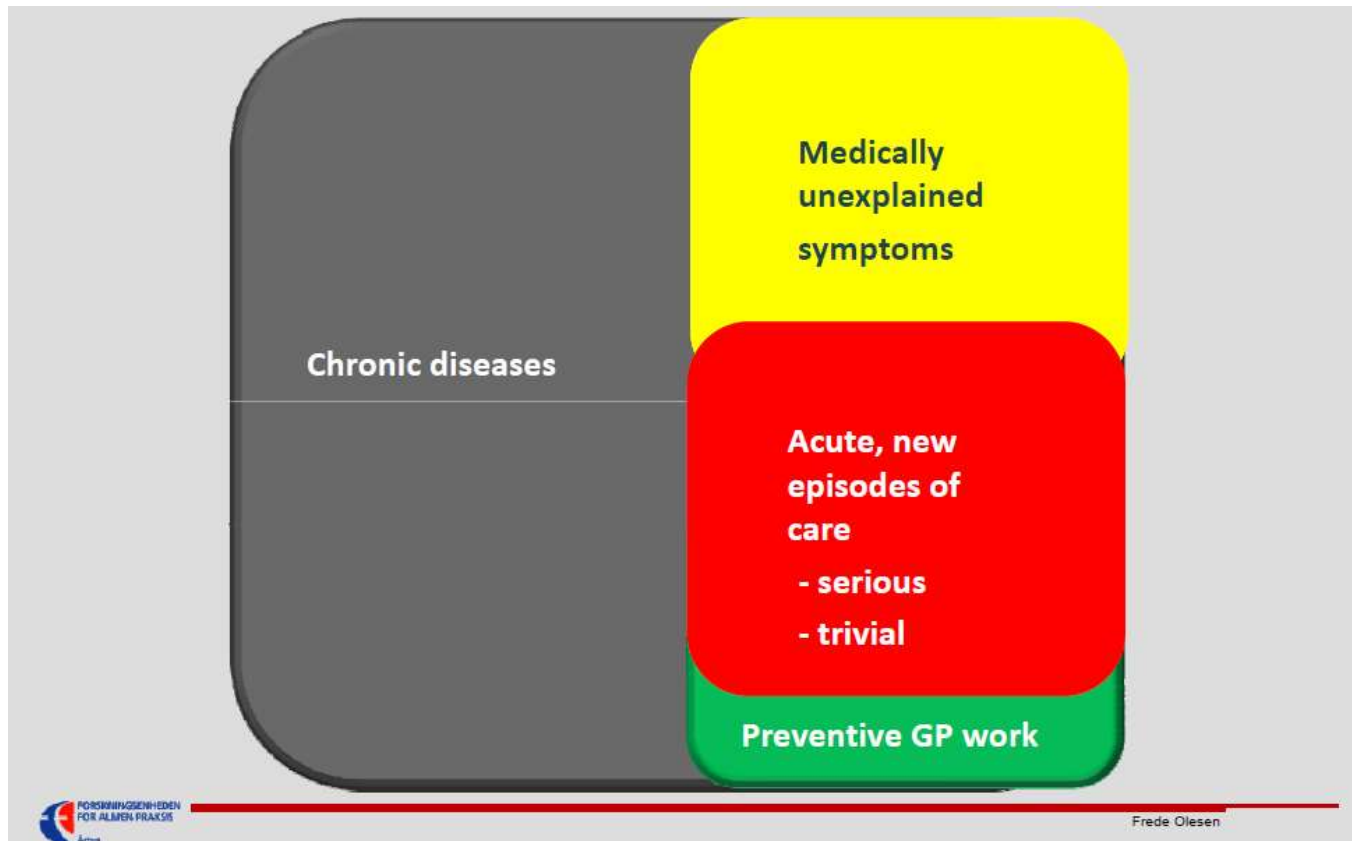 Medically
unexplained
symptoms
Chronic diseases
Acute, new
episodes of
care
- serious
- trivial
Preventive GP work
FORSKNINGSENHEDEN
FOR ALMEN PRAKSIS
Frede Olesen